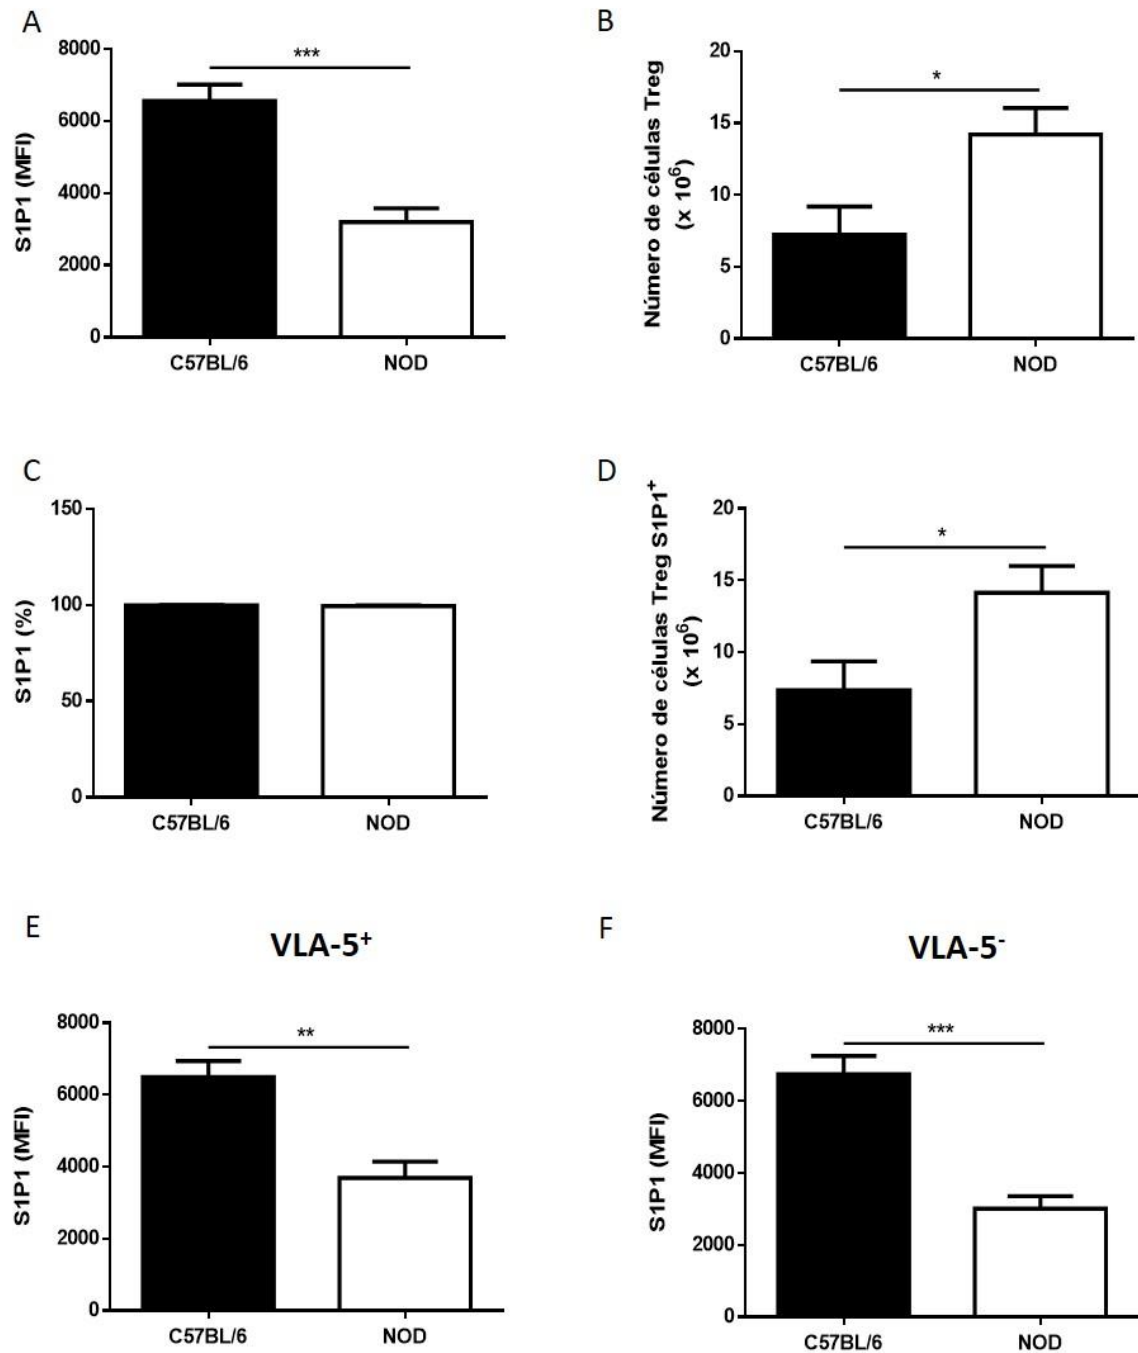 A
S1P1 (MFI)
8000
6000
4000
2000
0
***
C57BL/6
NOD
B
Número de células Treg
(x 10⁶)
20
15
10
5
0
*
C57BL/6
NOD
C
S1P1 (%)
150
100
50
0
C57BL/6
NOD
D
Número de células Treg S1P1⁺
(x 10⁶)
20
15
10
5
0
*
C57BL/6
NOD
E
VLA-5⁺
S1P1 (MFI)
8000
6000
4000
2000
0
**
C57BL/6
NOD
F
VLA-5⁻
S1P1 (MFI)
8000
6000
4000
2000
0
***
C57BL/6
NOD